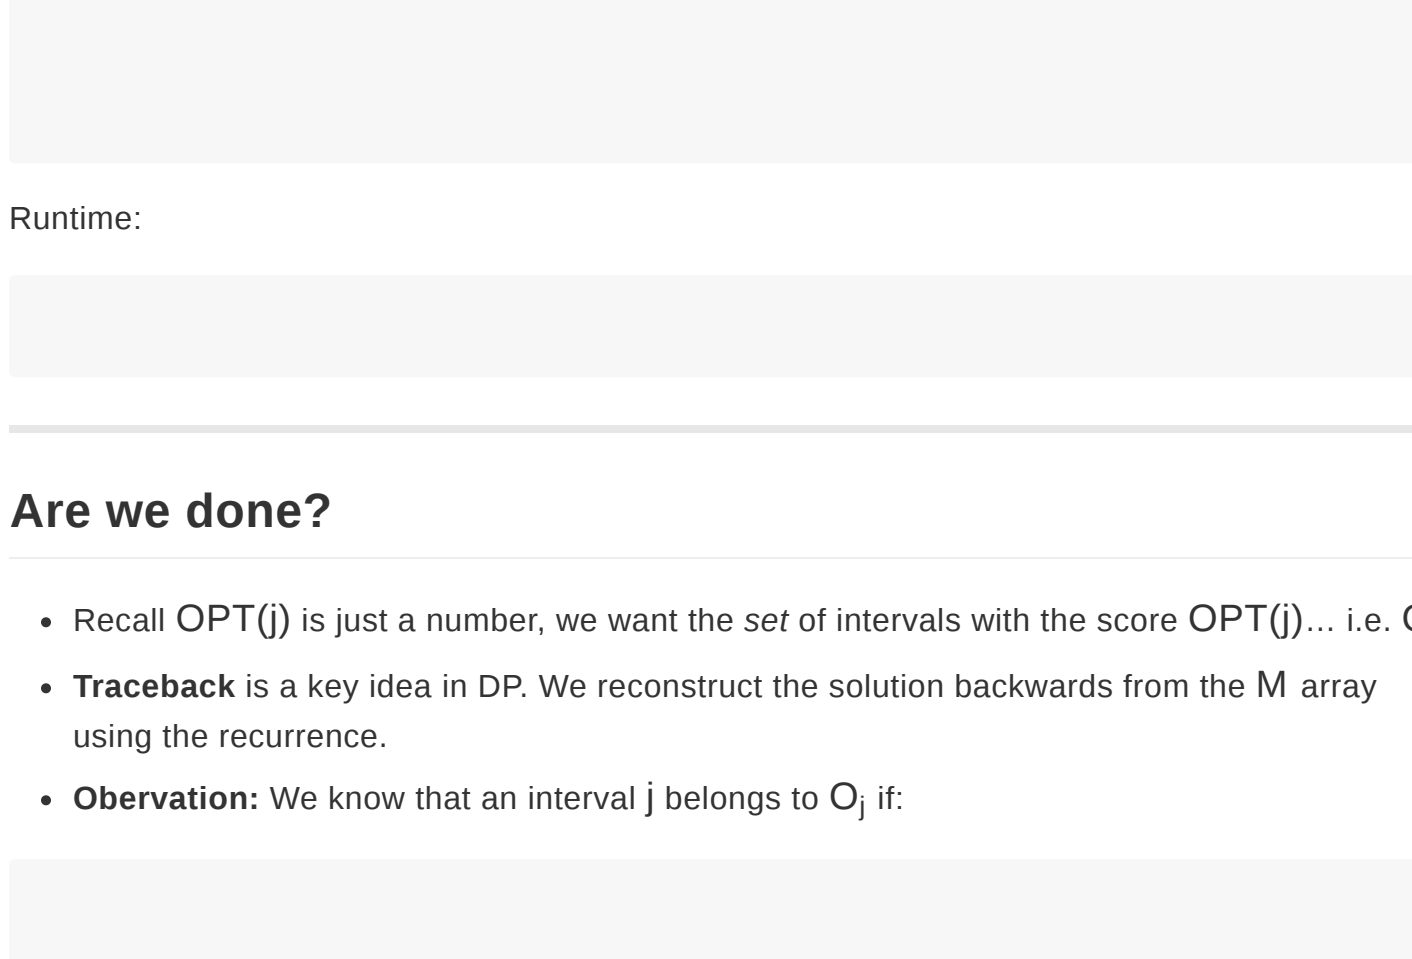 Runtime:
Are we done?
• Recall OPT(j) is just a number, we want the set of intervals with the score OPT(j)… i.e.
• Traceback is a key idea in DP. We reconstruct the solution backwards from the M array
using the recurrence.
• Obervation: We know that an interval j belongs to Oj if: